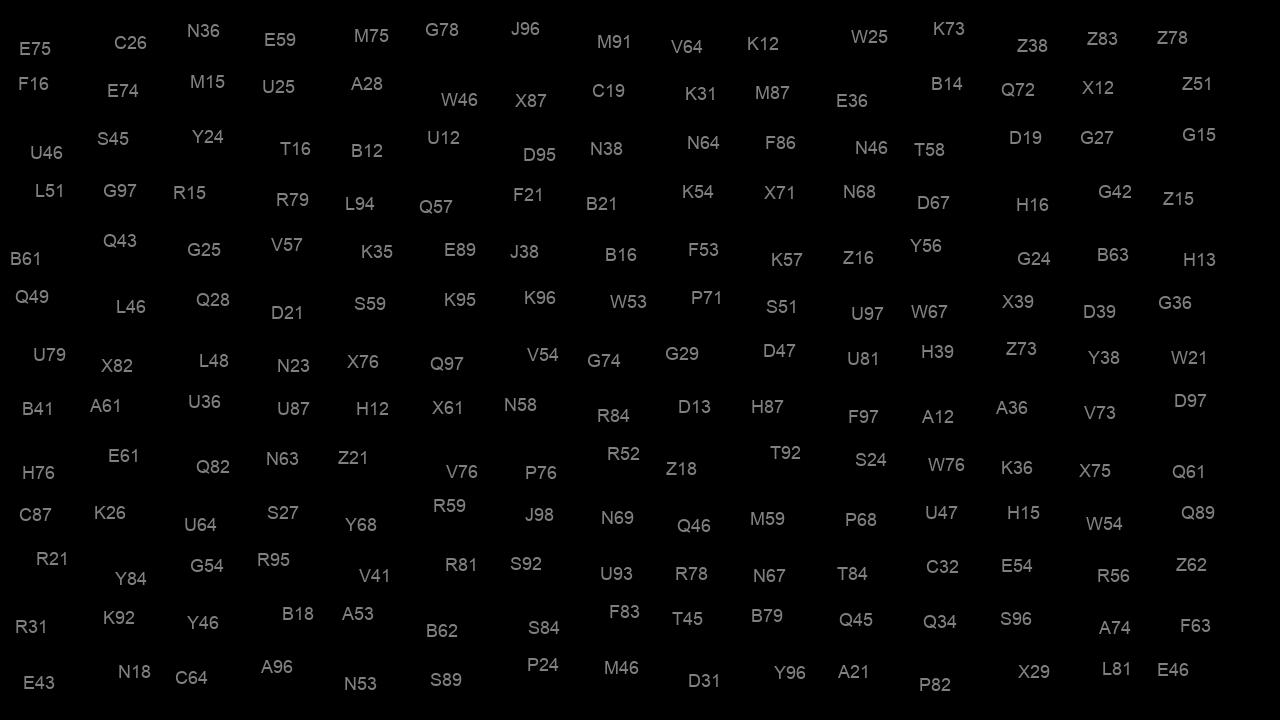 E75 C26 N36 E59 M75 G78 J96 M91 V64 K12 W25 K73 Z38 Z83 Z78
F16 E74 M15 U25 A28 W46 X87 C19 K31 M87 E36 B14 Q72 X12 Z51
U46 S45 Y24 T16 B12 U12 D95 N38 N64 F86 N46 T58 D19 G27 G15
L51 G97 R15 R79 L94 Q57 F21 B21 K54 X71 N68 D67 H16 G42 Z15
B61 Q43 G25 V57 K35 E89 J38 B16 F53 K57 Z16 Y56 G24 B63 H13
Q49 L46 Q28 D21 S59 K95 K96 W53 P71 S51 U97 W67 X39 D39 G36
U79 X82 L48 N23 X76 Q97 V54 G74 G29 D47 U81 H39 Z73 Y38 W21
B41 A61 U36 U87 H12 X61 N58 R84 D13 H87 F97 A12 A36 V73 D97
H76 E61 Q82 N63 Z21 V76 P76 R52 Z18 T92 S24 W76 K36 X75 Q61
C87 K26 U64 S27 Y68 R59 J98 N69 Q46 M59 P68 U47 H15 W54 Q89
R21 Y84 G54 R95 V41 R81 S92 U93 R78 N67 T84 C32 E54 R56 Z62
R31 K92 Y46 B18 A53 B62 S84 F83 T45 B79 Q45 Q34 S96 A74 F63
E43 N18 C64 A96 N53 S89 P24 M46 D31 Y96 A21 P82 X29 L81 E46